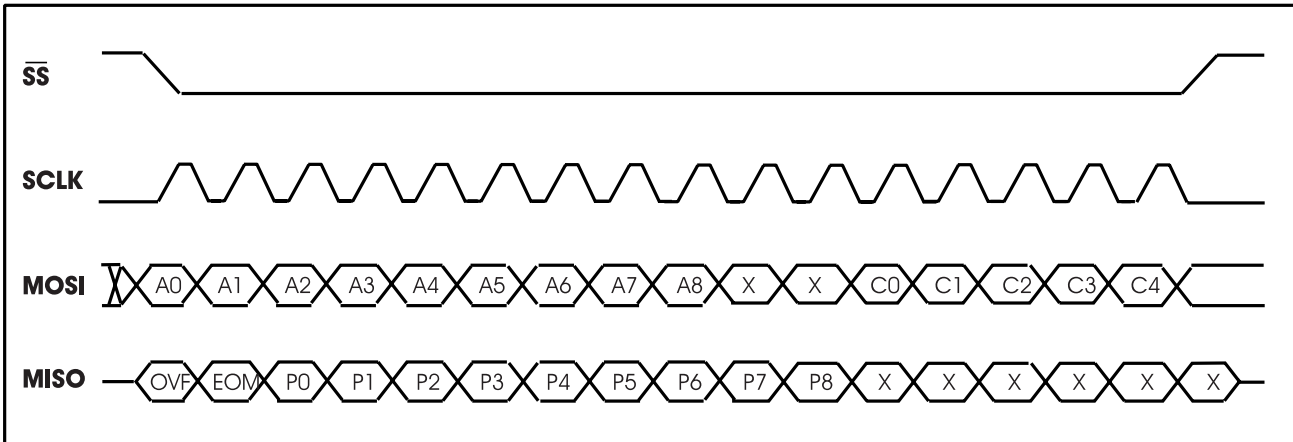 SS
SCLK
MOSI A0 A1 A2 A3 A4 A5 A6 A7 A8 X X C0 C1 C2 C3 C4
MISO OVF EOM P0 P1 P2 P3 P4 P5 P6 P7 P8 X X X X X X